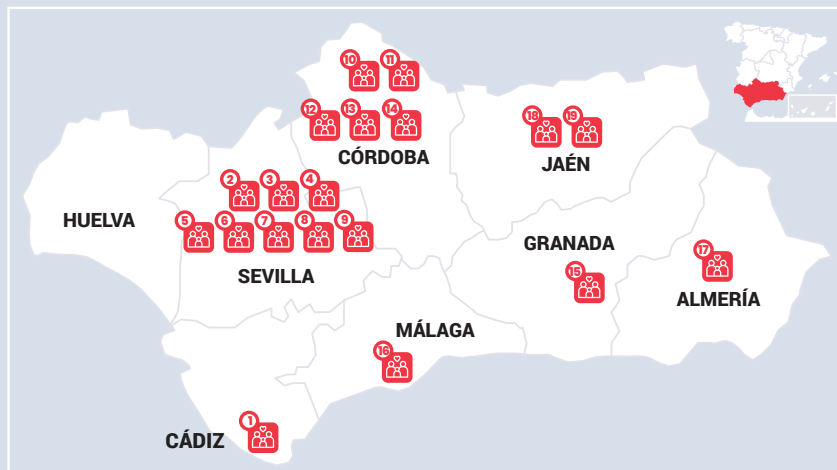 10 11
12 13 14
CÓRDOBA
18 19
JAÉN
2 3 4
5 6 7 8 9
SEVILLA
HUELVA
GRANADA
15
17
ALMERÍA
MÁLAGA
16
1
CÁDIZ